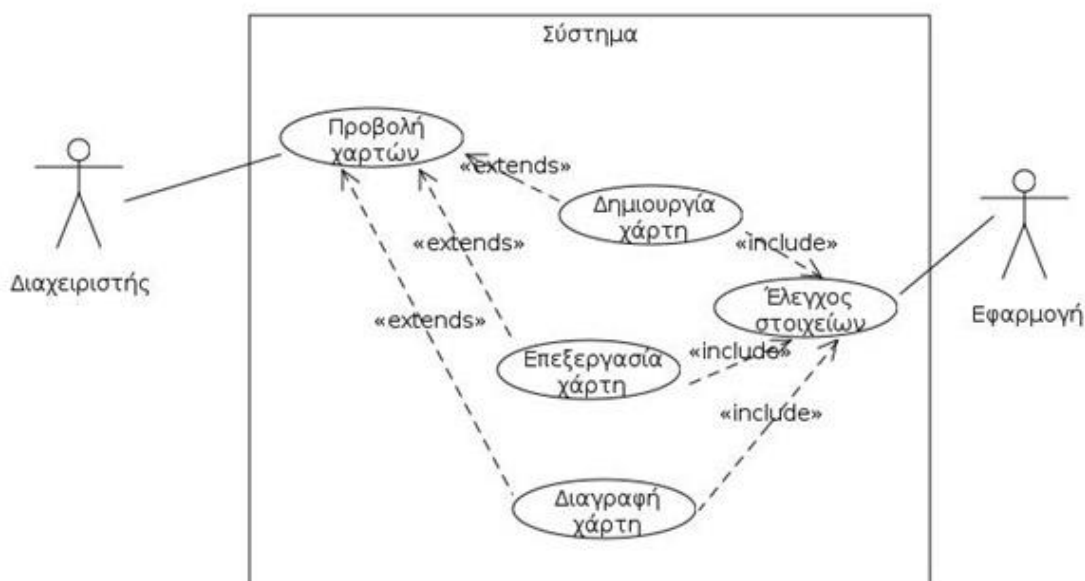 Σύστημα
Προβολή
χαρτών
«extends»
Δημιουργία
χάρτη
«extends»
«include»
Διαχειριστής
Έλεγχος
στοιχείων
Εφαρμογή
«extends»
Επεξεργασία
χάρτη
«include»
«include»
Διαγραφή
χάρτη